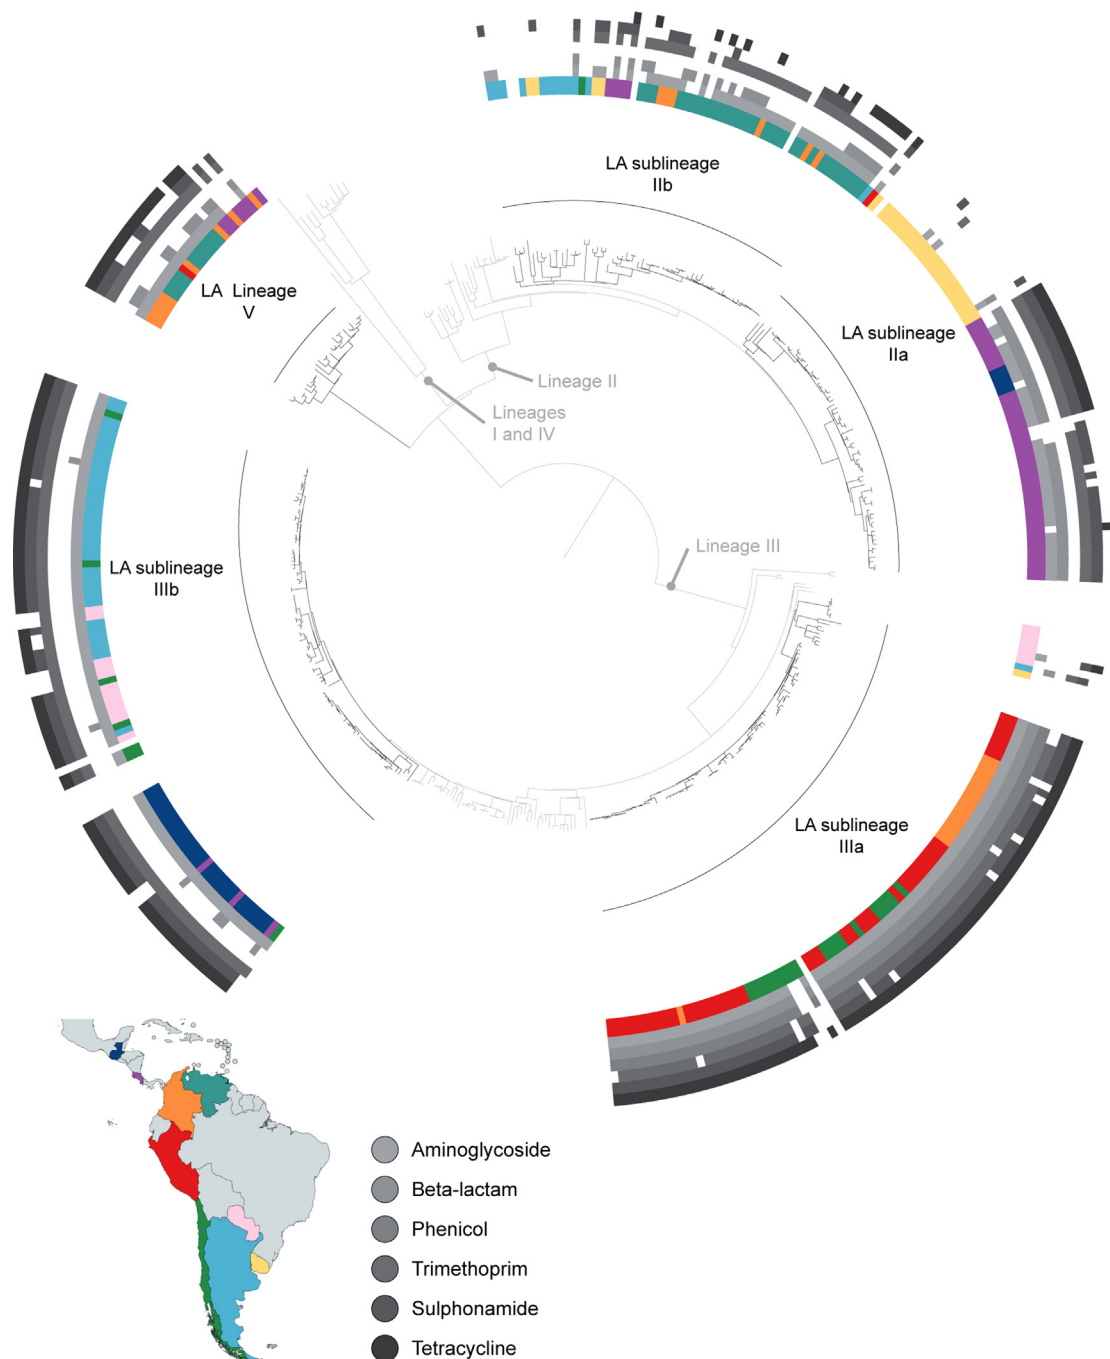 LA sublineage
IIb
LA Lineage
V
LA sublineage
IIa
Lineage II
Lineages
I and IV
Lineage III
LA sublineage
IIIb
LA sublineage
IIIa
Aminoglycoside
Beta-lactam
Phenicol
Trimethoprim
Sulphonamide
Tetracycline